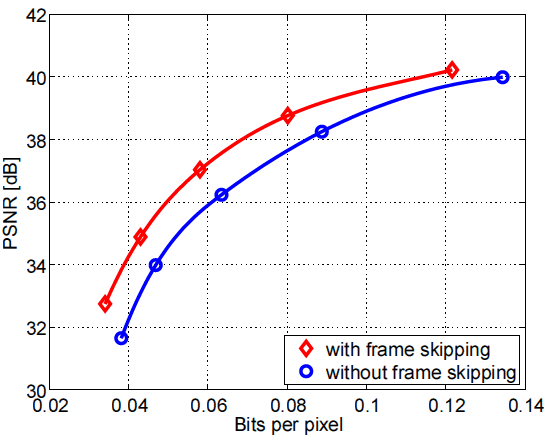 42
40
38
36
34
32
30
PSNR [dB]
with frame skipping
without frame skipping
0.02 0.04 0.06 0.08 0.1 0.12 0.14
Bits per pixel